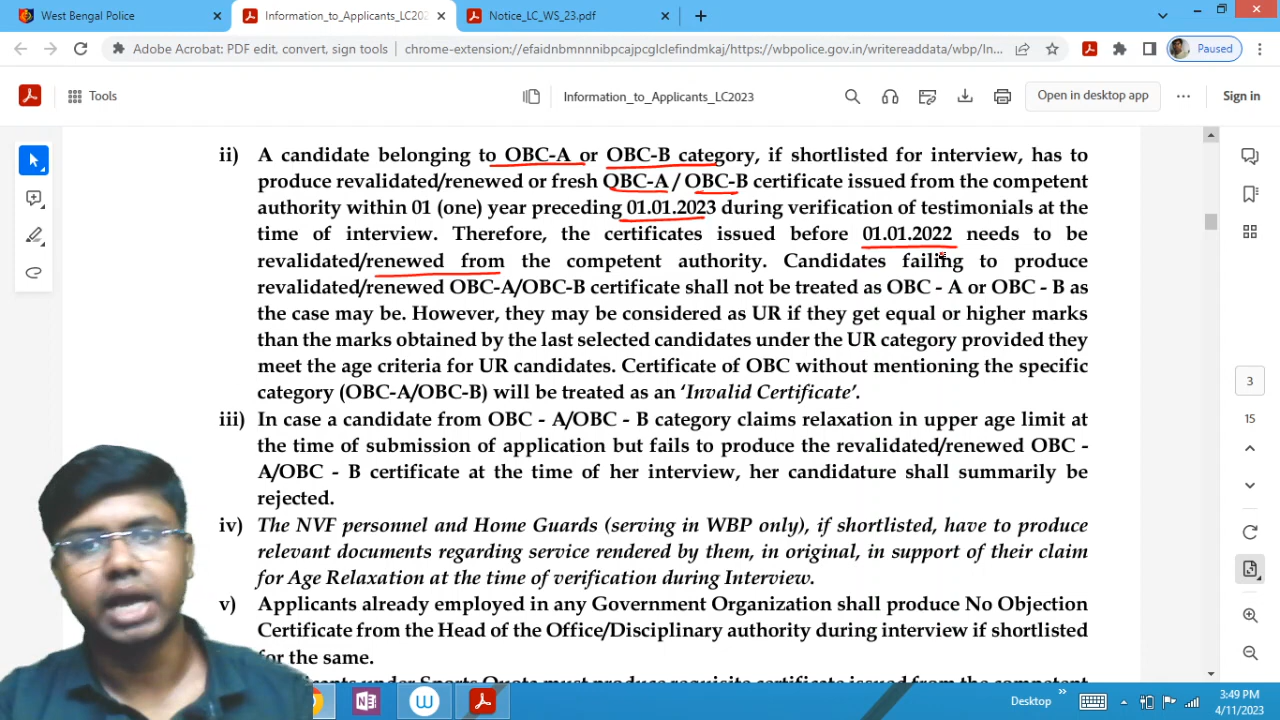 West Bengal Police
Information_to_Applicants_LC202
Notice_LC_WS_23.pdf
Adobe Acrobat: PDF edit, convert, sign tools
chrome-extension://efaidnbmnnnibpcajpcglclefindmkaj/https://wbpolice.gov.in/writereaddata/wbp/In...
Paused
Tools
Information_to_Applicants_LC2023
Open in desktop app
Sign in
ii) A candidate belonging to OBC-A or OBC-B category, if shortlisted for interview, has to
produce revalidated/renewed or fresh OBC-A / OBC-B certificate issued from the competent
authority within 01 (one) year preceding 01.01.2023 during verification of testimonials at the
time of interview. Therefore, the certificates issued before 01.01.2022 needs to be
revalidated/renewed from the competent authority. Candidates failing to produce
revalidated/renewed OBC-A/OBC-B certificate shall not be treated as OBC - A or OBC - B as
the case may be. However, they may be considered as UR if they get equal or higher marks
than the marks obtained by the last selected candidates under the UR category provided they
meet the age criteria for UR candidates. Certificate of OBC without mentioning the specific
category (OBC-A/OBC-B) will be treated as an ‘Invalid Certificate’.
iii) In case a candidate from OBC - A/OBC - B category claims relaxation in upper age limit at
the time of submission of application but fails to produce the revalidated/renewed OBC -
A/OBC - B certificate at the time of her interview, her candidature shall summarily be
rejected.
iv) The NVF personnel and Home Guards (serving in WBP only), if shortlisted, have to produce
relevant documents regarding service rendered by them, in original, in support of their claim
for Age Relaxation at the time of verification during Interview.
v) Applicants already employed in any Government Organization shall produce No Objection
Certificate from the Head of the Office/Disciplinary authority during interview if shortlisted
for the same.
under Sports Quota must produce requisite certificate issued from the competent
3
15
Desktop
3:49 PM
4/11/2023